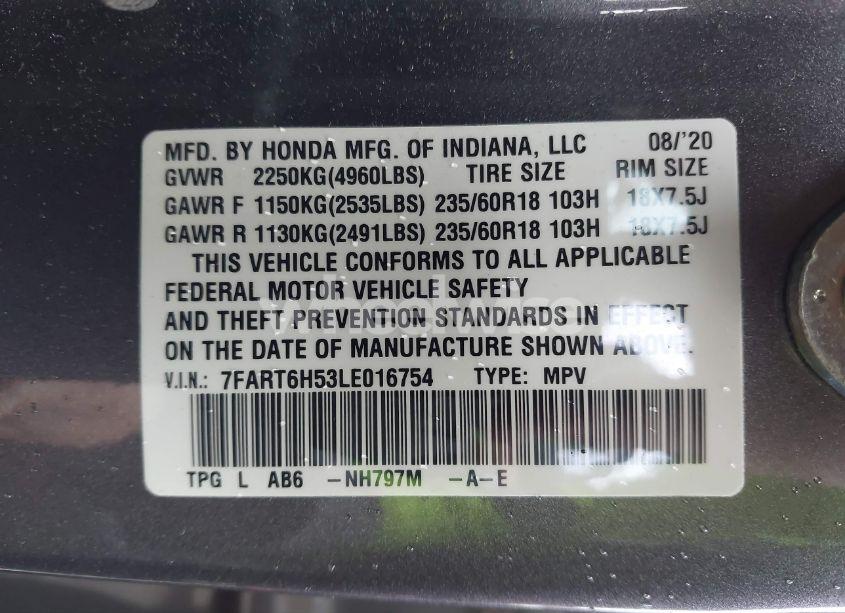 MFD. BY HONDA MFG. OF INDIANA, LLC 08/'20
GVWR 2250KG(4960LBS) TIRE SIZE RIM SIZE
GAWR F 1150KG(2535LBS) 235/60R18 103H 18X7.5J
GAWR R 1130KG(2491LBS) 235/60R18 103H 18X7.5J
THIS VEHICLE CONFORMS TO ALL APPLICABLE
FEDERAL MOTOR VEHICLE SAFETY
AND THEFT PREVENTION STANDARDS IN EFFECT
ON THE DATE OF MANUFACTURE SHOWN ABOVE.
V.I.N.: 7FART6H53LE016754 TYPE: MPV
TPG L AB6 -NH797M -A-E